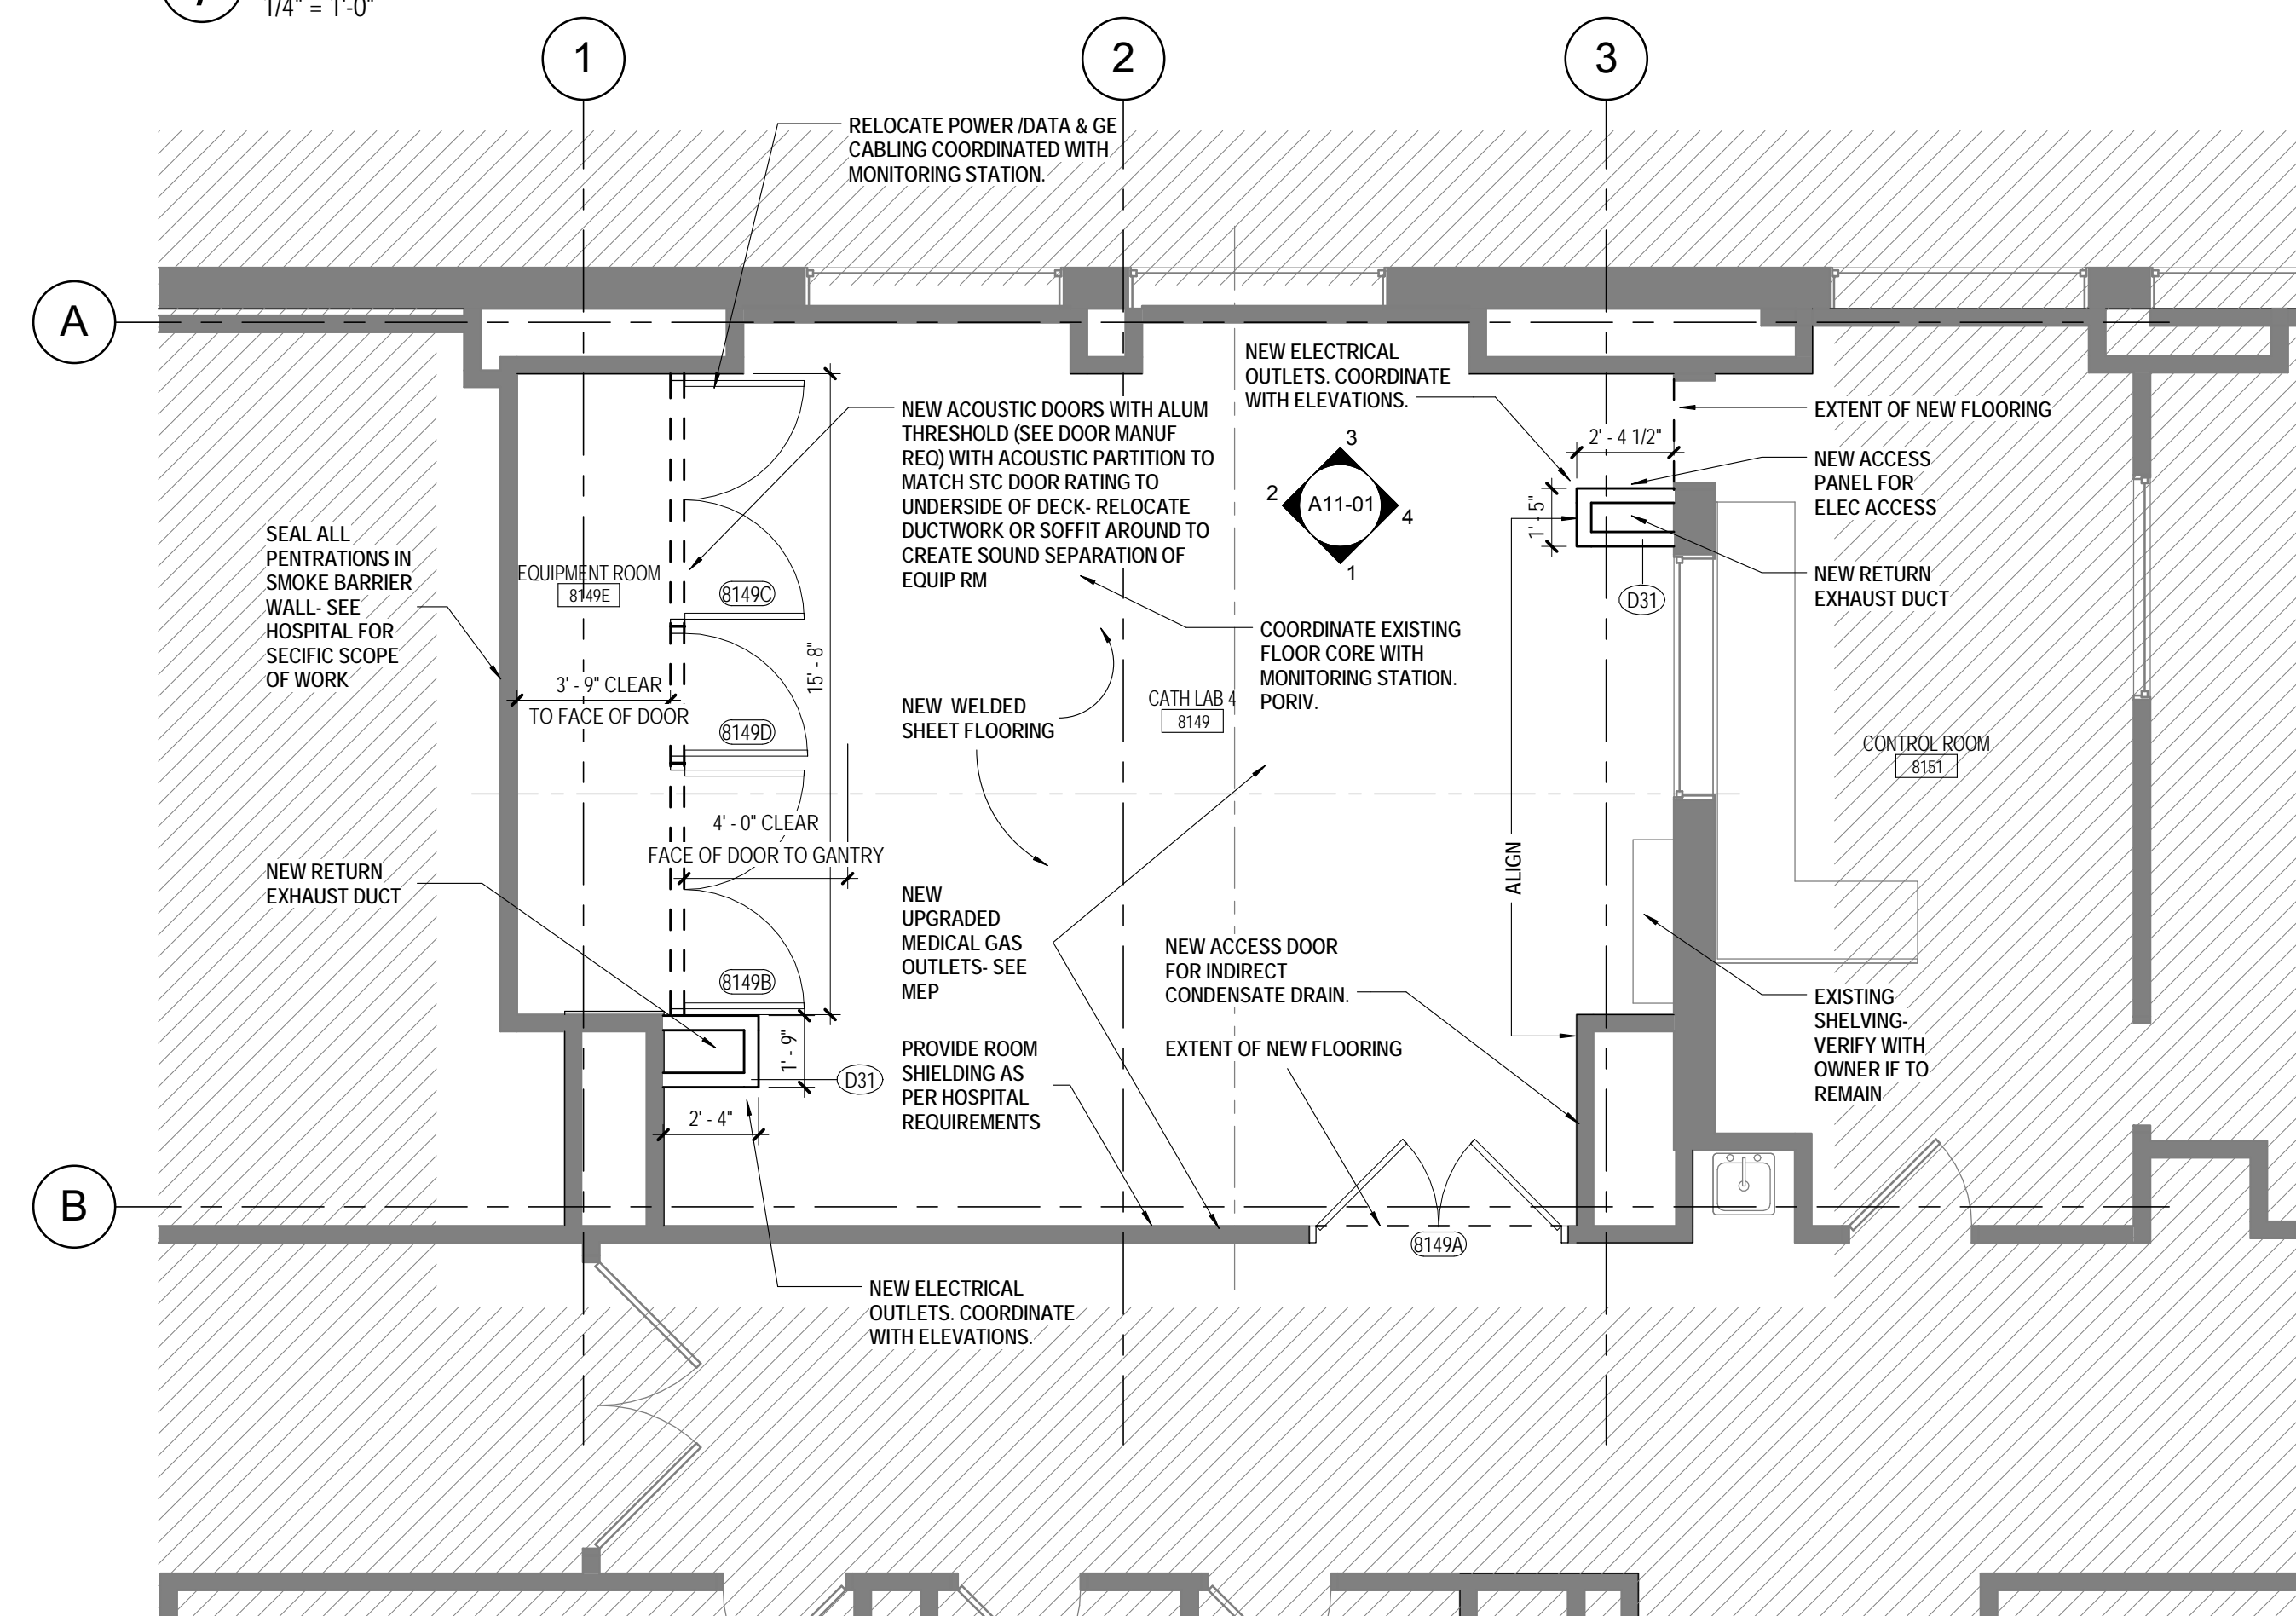 1/4" = 1'-0"
1
2
3
A
B
RELOCATE POWER /DATA & GE
CABLING COORDINATED WITH
MONITORING STATION.
NEW ELECTRICAL
OUTLETS. COORDINATE
WITH ELEVATIONS.
NEW ACOUSTIC DOORS WITH ALUM
THRESHOLD (SEE DOOR MANUF
REQ) WITH ACOUSTIC PARTITION TO
MATCH STC DOOR RATING TO
UNDERSIDE OF DECK- RELOCATE
DUCTWORK OR SOFFIT AROUND TO
CREATE SOUND SEPARATION OF
EQUIP RM
3
2
A11-01
4
1
2' - 4 1/2"
1' - 5"
EXTENT OF NEW FLOORING
NEW ACCESS
PANEL FOR
ELEC ACCESS
NEW RETURN
EXHAUST DUCT
D31
SEAL ALL
PENTRATIONS IN
SMOKE BARRIER
WALL- SEE
HOSPITAL FOR
SECIFIC SCOPE
OF WORK
EQUIPMENT ROOM
8149E
8149C
15' - 8"
3' - 9" CLEAR
TO FACE OF DOOR
8149D
COORDINATE EXISTING
FLOOR CORE WITH
MONITORING STATION.
PORIV.
NEW WELDED
SHEET FLOORING
CATH LAB 4
8149
CONTROL ROOM
8151
4' - 0" CLEAR
FACE OF DOOR TO GANTRY
ALIGN
NEW RETURN
EXHAUST DUCT
8149B
NEW
UPGRADED
MEDICAL GAS
OUTLETS- SEE
MEP
NEW ACCESS DOOR
FOR INDIRECT
CONDENSATE DRAIN.
EXISTING
SHELVING-
VERIFY WITH
OWNER IF TO
REMAIN
1' - 9"
D31
2' - 4"
PROVIDE ROOM
SHIELDING AS
PER HOSPITAL
REQUIREMENTS
EXTENT OF NEW FLOORING
8149A
NEW ELECTRICAL
OUTLETS. COORDINATE
WITH ELEVATIONS.